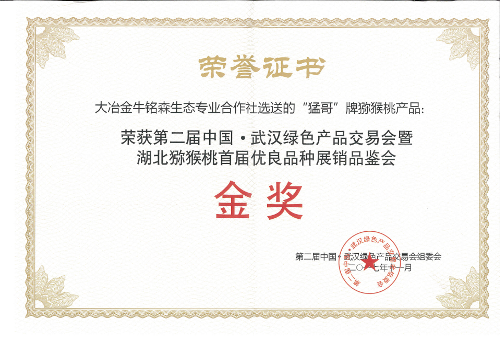 荣誉证书
大冶金牛铭森生态专业合作社选送的“猛哥”牌猕猴桃产品:
荣获第二届中国·武汉绿色产品交易会暨
湖北猕猴桃首届优良品种展销品鉴会
金奖
第二届中国·武汉绿色产品交易会组委会
二〇一七年十一月